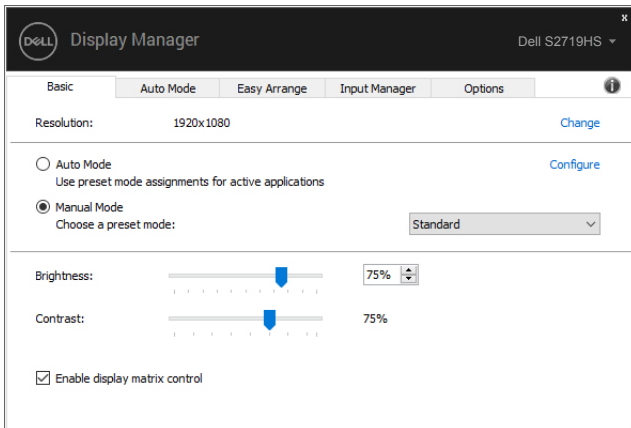 x
DELL Display Manager Dell S2719HS
Basic Auto Mode Easy Arrange Input Manager Options i
Resolution: 1920x1080 Change
Auto Mode Configure
Use preset mode assignments for active applications
Manual Mode
Choose a preset mode: Standard
Brightness: 75%
Contrast: 75%
Enable display matrix control